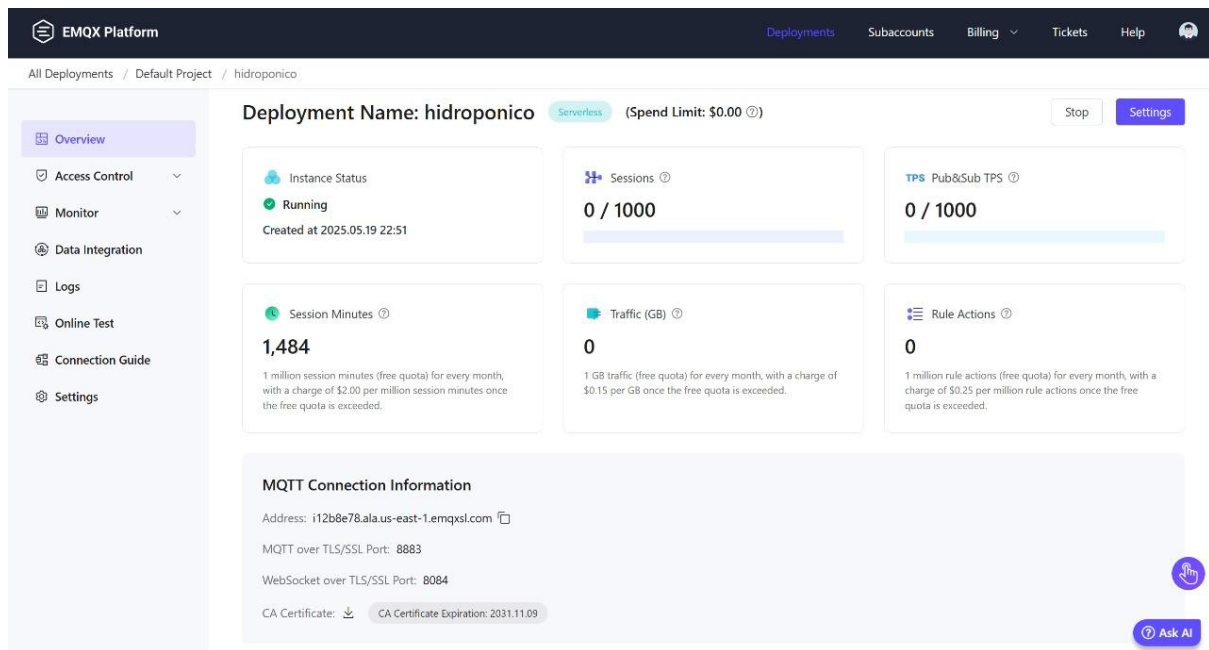 EMQX Platform
Deployments Subaccounts Billing Tickets Help
All Deployments / Default Project / hidroponico
Overview
Access Control
Monitor
Data Integration
Logs
Online Test
Connection Guide
Settings
Deployment Name: hidroponico Serverless (Spend Limit: $0.00 ?)
Stop Settings
Instance Status
Running
Created at 2025.05.19 22:51
Sessions ?
0 / 1000
TPS Pub&Sub TPS ?
0 / 1000
Session Minutes ?
1,484
1 million session minutes (free quota) for every month,
with a charge of $2.00 per million session minutes once
the free quota is exceeded.
Traffic (GB) ?
0
1 GB traffic (free quota) for every month, with a charge of
$0.15 per GB once the free quota is exceeded.
Rule Actions ?
0
1 million rule actions (free quota) for every month, with a
charge of $0.25 per million rule actions once the free
quota is exceeded.
MQTT Connection Information
Address: i12b8e78.ala.us-east-1.emqxsl.com
MQTT over TLS/SSL Port: 8883
WebSocket over TLS/SSL Port: 8084
CA Certificate: CA Certificate Expiration: 2031.11.09
? Ask AI